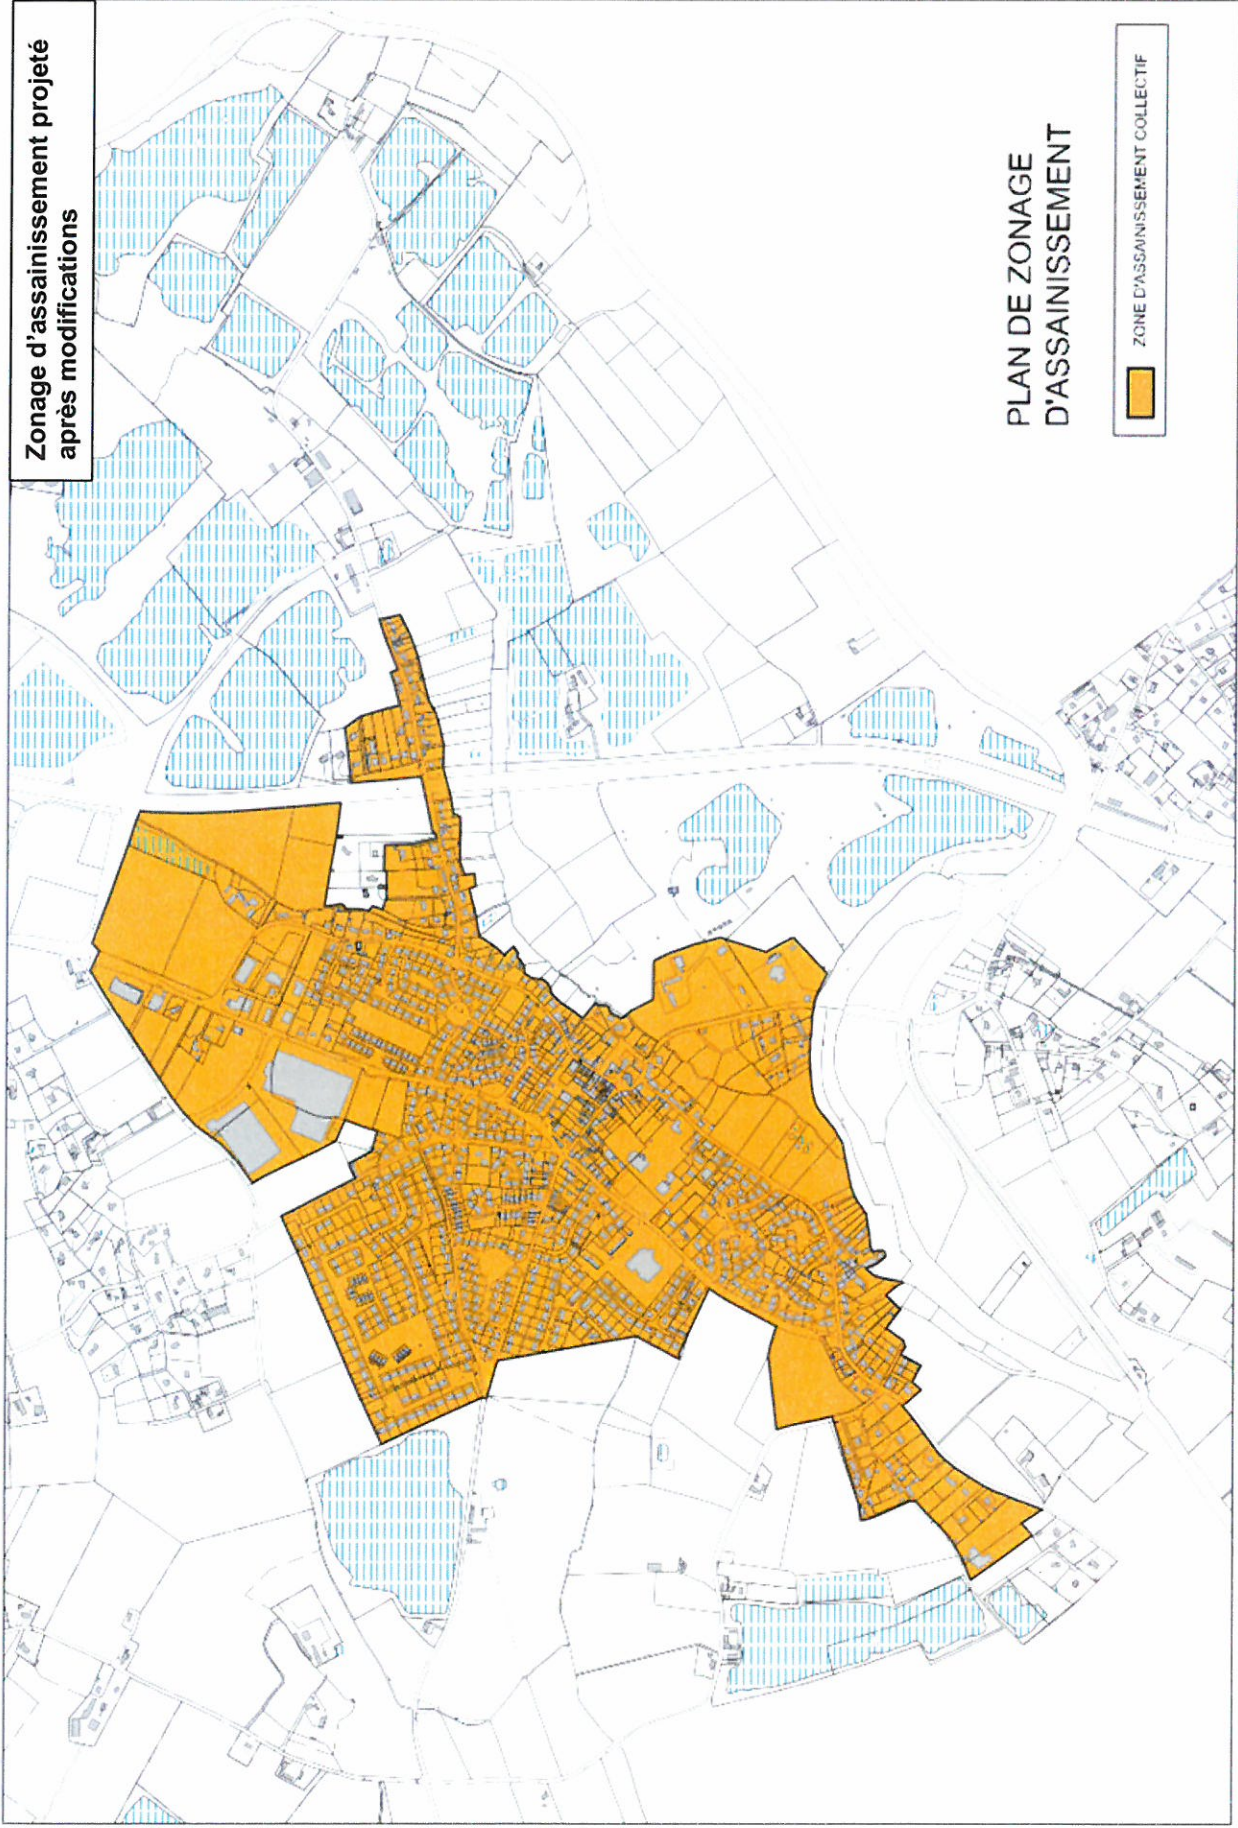 Zonage d'assainissement projeté
après modifications
PLAN DE ZONAGE
D'ASSAINISSEMENT
ZONE D'ASSAINISSEMENT COLLECTIF